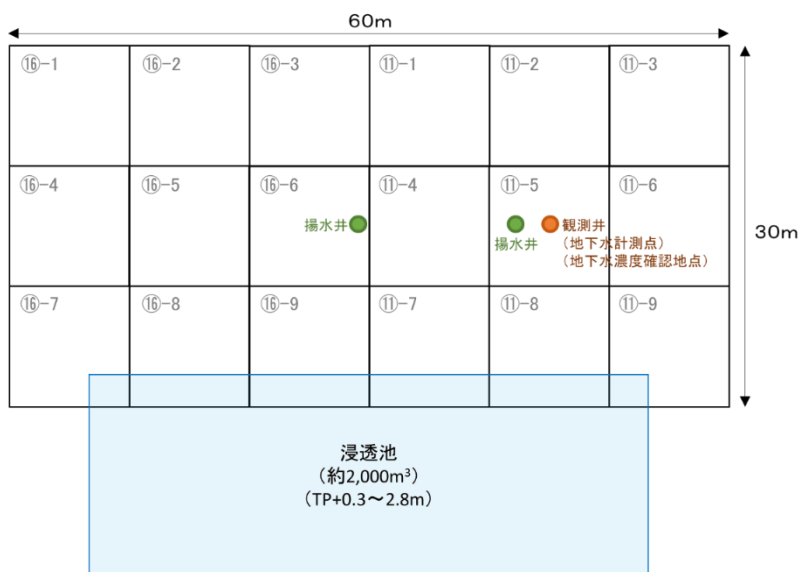 60m
⑯-1
⑯-2
⑯-3
⑪-1
⑪-2
⑪-3
⑯-4
⑯-5
⑯-6
⑪-4
⑪-5
⑪-6
揚水井
揚水井
観測井
（地下水計測点）
（地下水濃度確認地点）
30m
⑯-7
⑯-8
⑯-9
⑪-7
⑪-8
⑪-9
浸透池
（約2,000m³）
（TP+0.3～2.8m）